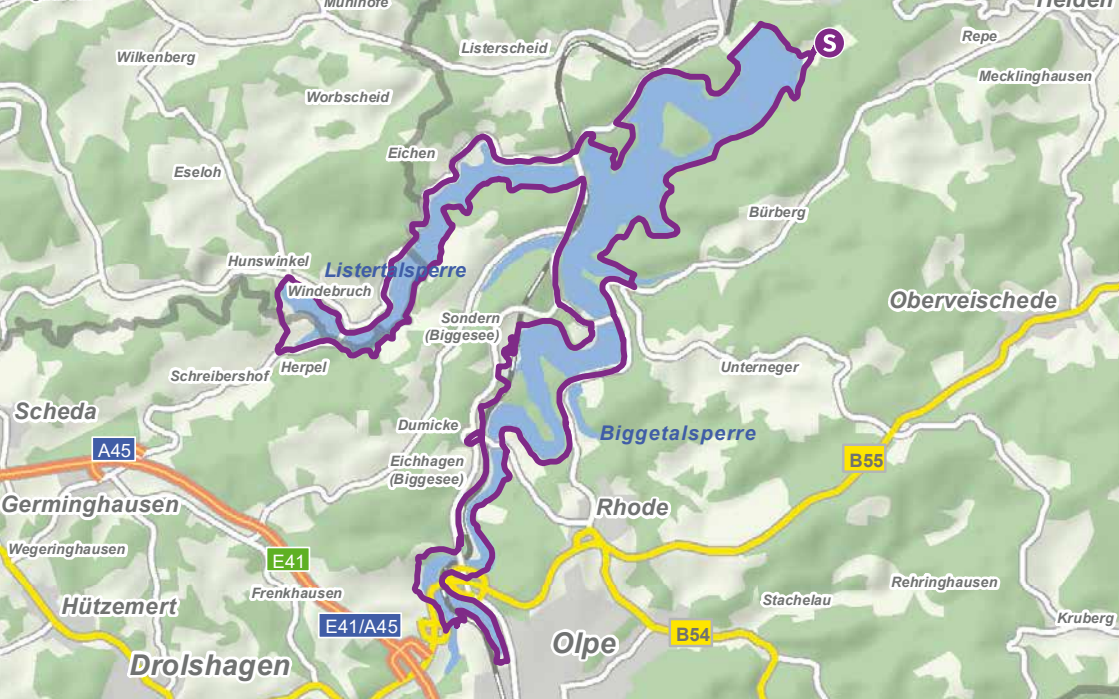 Mühlhofe
Helden
Listerscheid
Repe
S
Wilkenberg
Mecklinghausen
Worbscheid
Eichen
Eseloh
Bürberg
Hunswinkel
Listertalsperre
Windebruch
Oberveischede
Sondern
(Biggesee)
Herpel
Schreibershof
Unterneger
Scheda
Dumicke
Biggetalsperre
A45
Eichhagen
(Biggesee)
B55
Germinghausen
Rhode
Wegeringhausen
E41
Frenkhausen
Rehringhausen
Hützemert
Stachelau
Kruberg
E41/A45
B54
Olpe
Drolshagen